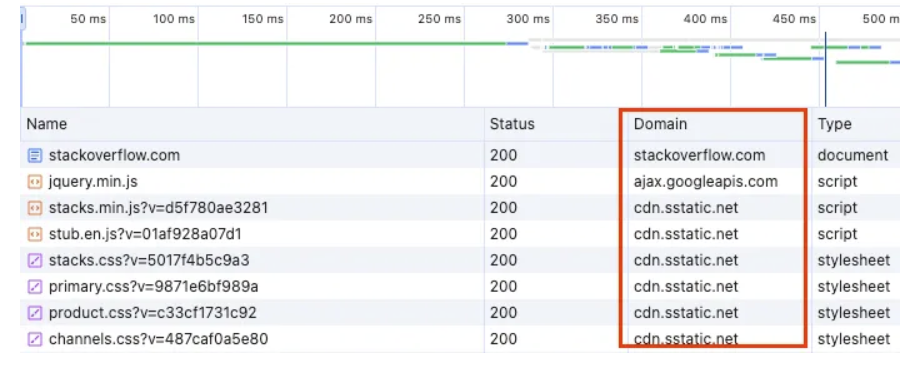 50 ms 100 ms 150 ms 200 ms 250 ms 300 ms 350 ms 400 ms 450 ms 500 m
Name Status Domain Type
stackoverflow.com 200 stackoverflow.com document
jquery.min.js 200 ajax.googleapis.com script
stacks.min.js?v=d5f780ae3281 200 cdn.sstatic.net script
stub.en.js?v=01af928a07d1 200 cdn.sstatic.net script
stacks.css?v=5017f4b5c9a3 200 cdn.sstatic.net stylesheet
primary.css?v=9871e6bf989a 200 cdn.sstatic.net stylesheet
product.css?v=c33cf1731c92 200 cdn.sstatic.net stylesheet
channels.css?v=487caf0a5e80 200 cdn.sstatic.net stylesheet